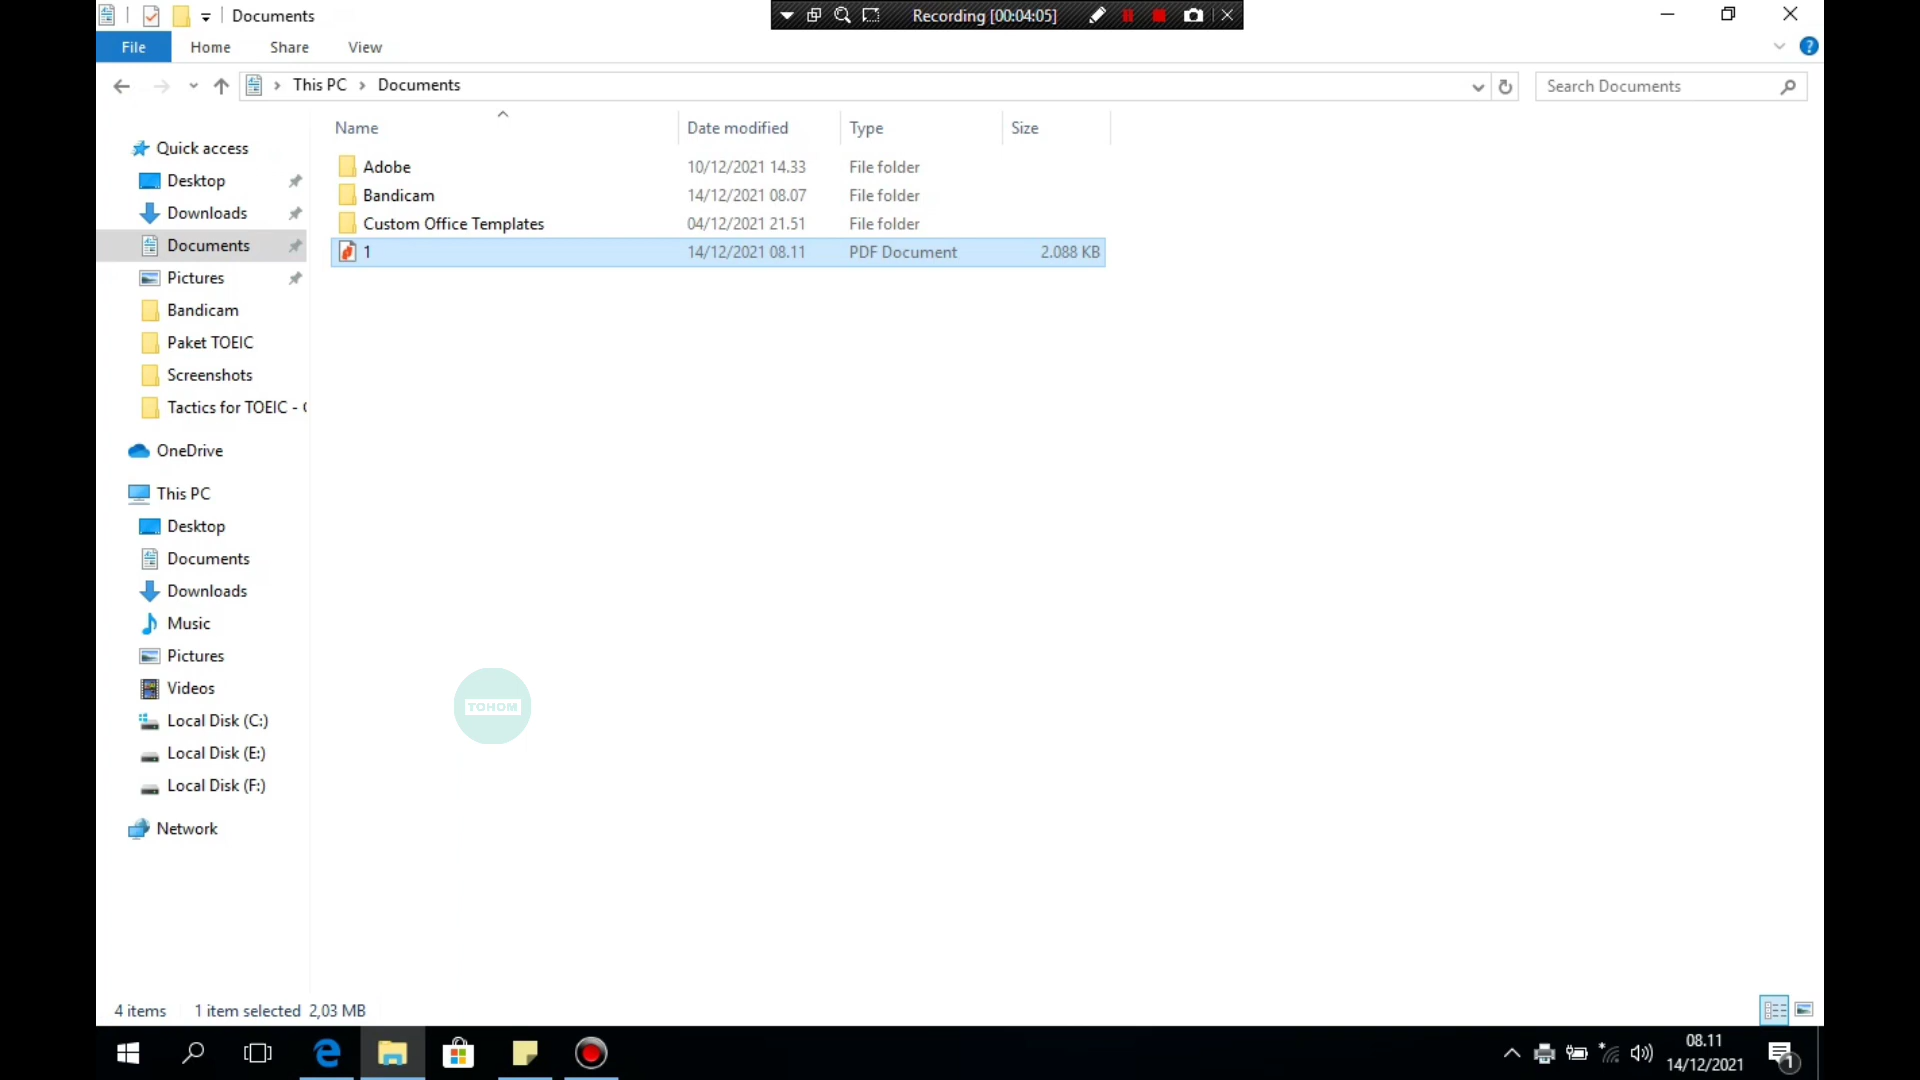 Documents
Recording [00:04:05]
File Home Share View
This PC Documents
Search Documents
Name Date modified Type Size
Adobe 10/12/2021 14.33 File folder
Bandicam 14/12/2021 08.07 File folder
Custom Office Templates 04/12/2021 21.51 File folder
1 14/12/2021 08.11 PDF Document 2.088 KB
Quick access
Desktop
Downloads
Documents
Pictures
Bandicam
Paket TOEIC
Screenshots
Tactics for TOEIC -
OneDrive
This PC
Desktop
Documents
Downloads
Music
Pictures
Videos
Local Disk (C:)
Local Disk (E:)
Local Disk (F:)
Network
TOHOM
4 items 1 item selected 2,03 MB
08.11
14/12/2021
1